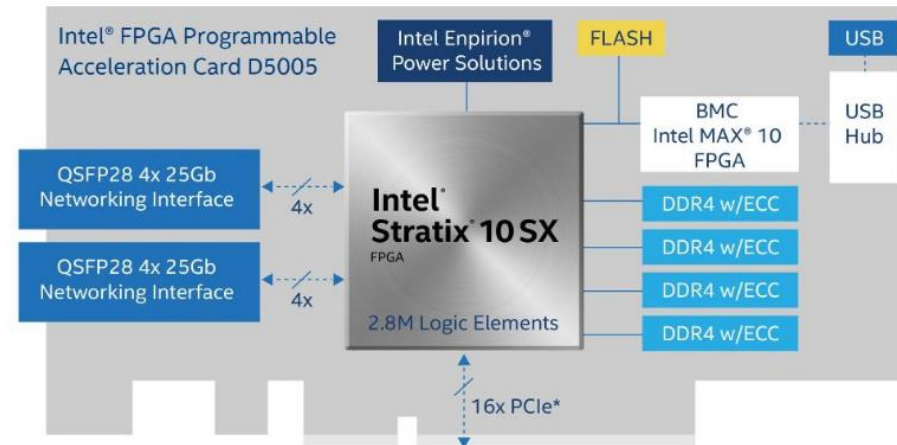 Intel® FPGA Programmable
Acceleration Card D5005
Intel Enpirion®
Power Solutions
FLASH
USB
BMC
Intel MAX® 10
FPGA
USB
Hub
QSFP28 4x 25Gb
Networking Interface
4x
QSFP28 4x 25Gb
Networking Interface
4x
Intel®
Stratix® 10 SX
FPGA
2.8M Logic Elements
DDR4 w/ECC
DDR4 w/ECC
DDR4 w/ECC
DDR4 w/ECC
16x PCIe*